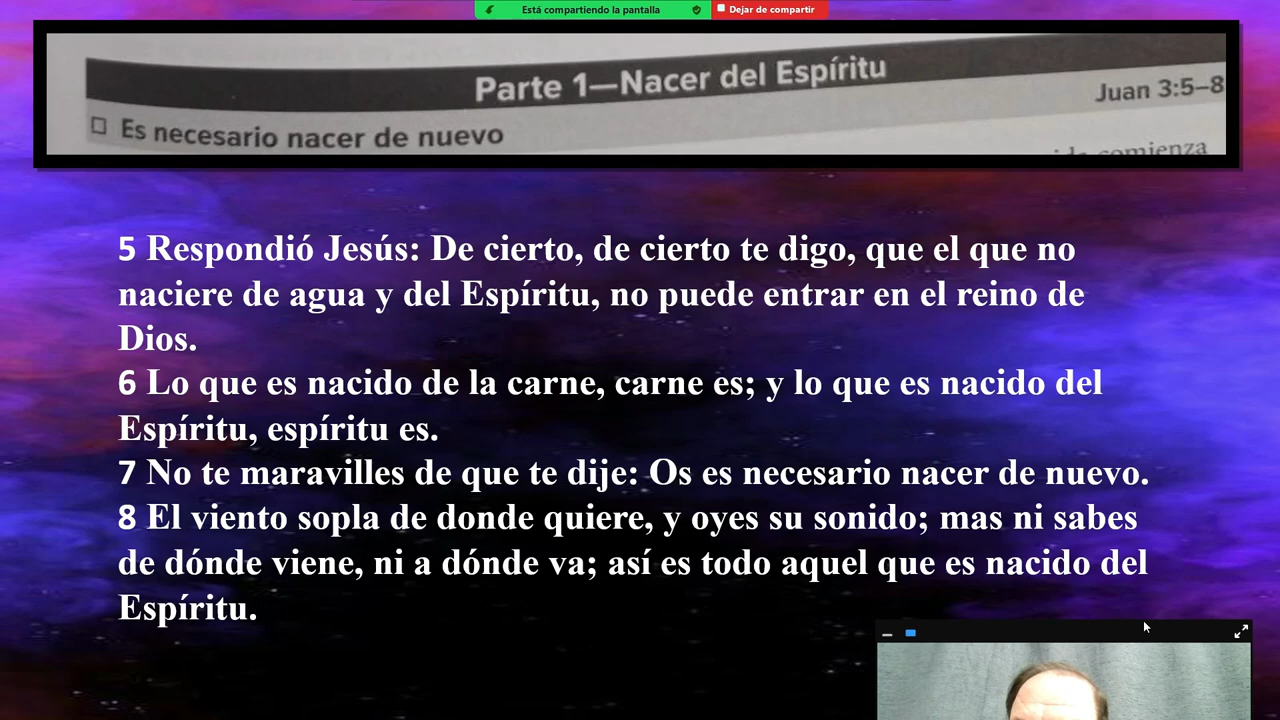 Está compartiendo la pantalla Dejar de compartir
Parte 1—Nacer del Espíritu
Juan 3:5–8
Es necesario nacer de nuevo
comienza
5 Respondió Jesús: De cierto, de cierto te digo, que el que no
naciere de agua y del Espíritu, no puede entrar en el reino de
Dios.
6 Lo que es nacido de la carne, carne es; y lo que es nacido del
Espíritu, espíritu es.
7 No te maravilles de que te dije: Os es necesario nacer de nuevo.
8 El viento sopla de donde quiere, y oyes su sonido; mas ni sabes
de dónde viene, ni a dónde va; así es todo aquel que es nacido del
Espíritu.